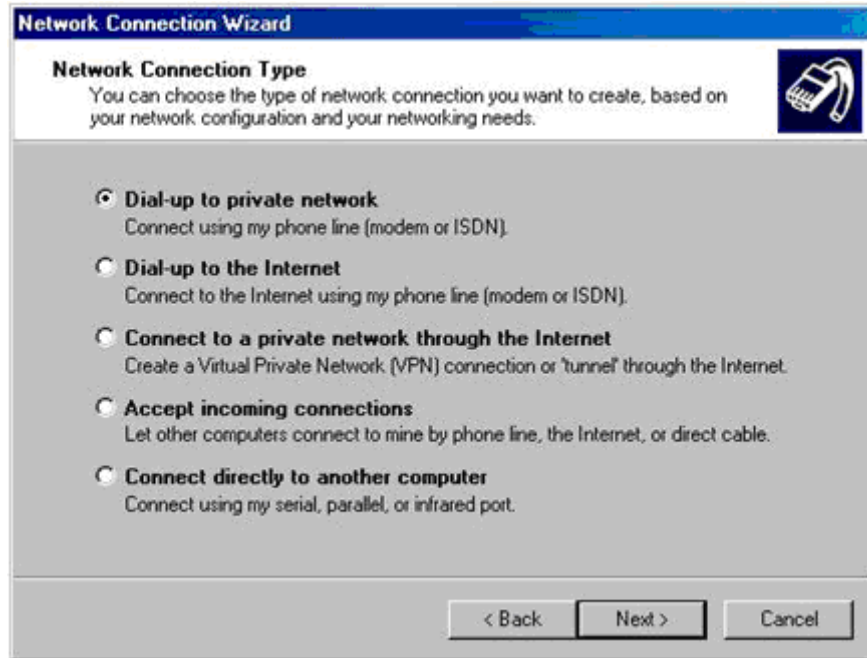 Network Connection Wizard
Network Connection Type
You can choose the type of network connection you want to create, based on
your network configuration and your networking needs.
Dial-up to private network
Connect using my phone line (modem or ISDN).
Dial-up to the Internet
Connect to the Internet using my phone line (modem or ISDN).
Connect to a private network through the Internet
Create a Virtual Private Network (VPN) connection or 'tunnel' through the Internet.
Accept incoming connections
Let other computers connect to mine by phone line, the Internet, or direct cable.
Connect directly to another computer
Connect using my serial, parallel, or infrared port.
< Back Next > Cancel